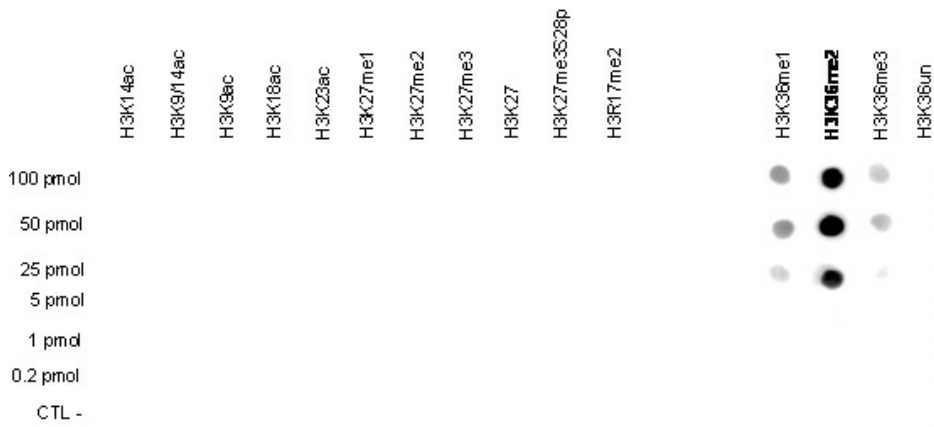 H3K14ac
H3K9/14ac
H3K9ac
H3K18ac
H3K23ac
H3K27me1
H3K27me2
H3K27me3
H3K27
H3K27me3S28p
H3R17me2
H3K36me1
H3K36me2
H3K36me3
H3K36un
100 pmol
50 pmol
25 pmol
5 pmol
1 pmol
0.2 pmol
CTL -